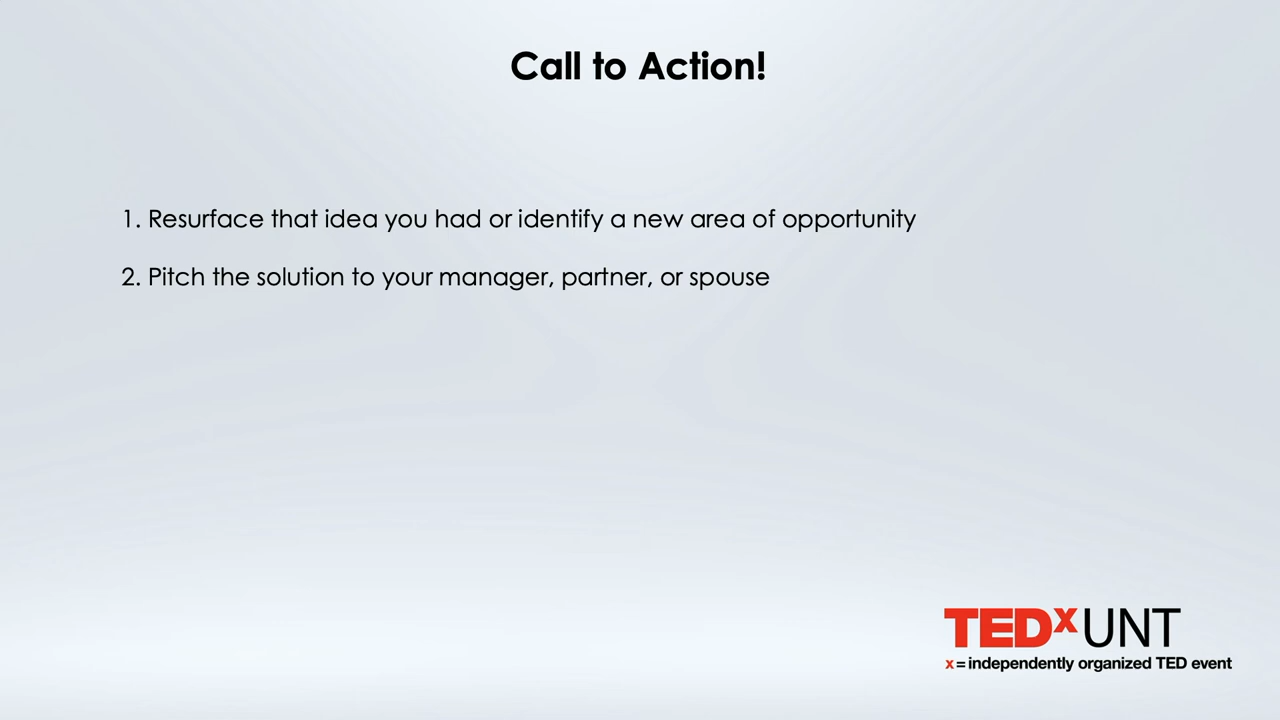 Call to Action!
1. Resurface that idea you had or identify a new area of opportunity
2. Pitch the solution to your manager, partner, or spouse
TEDxUNT
x = independently organized TED event